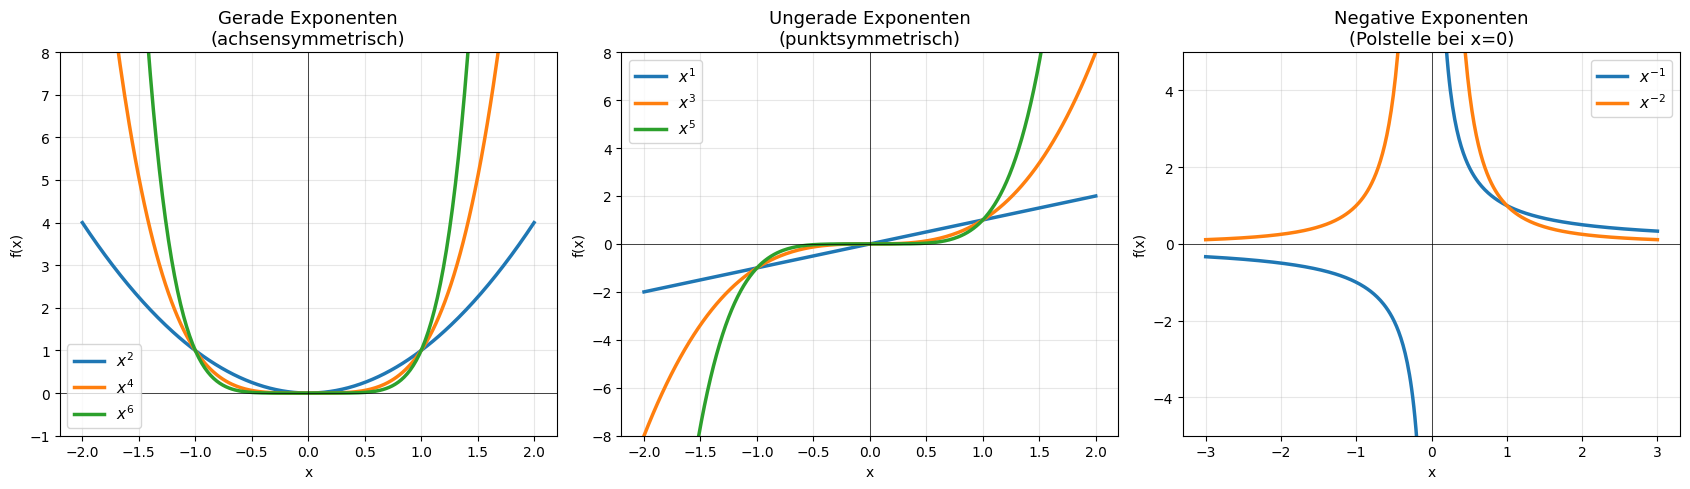 Gerade Exponenten
(achsensymmetrisch)
8
7
6
5
4
3
2
1
0
−1
f(x)
x²
x⁴
x⁶
−2.0 −1.5 −1.0 −0.5 0.0 0.5 1.0 1.5 2.0
x
Ungerade Exponenten
(punktsymmetrisch)
8
6
4
2
0
−2
−4
−6
−8
f(x)
x¹
x³
x⁵
−2.0 −1.5 −1.0 −0.5 0.0 0.5 1.0 1.5 2.0
x
Negative Exponenten
(Polstelle bei x=0)
4
2
0
−2
−4
f(x)
x⁻¹
x⁻²
−3 −2 −1 0 1 2 3
x